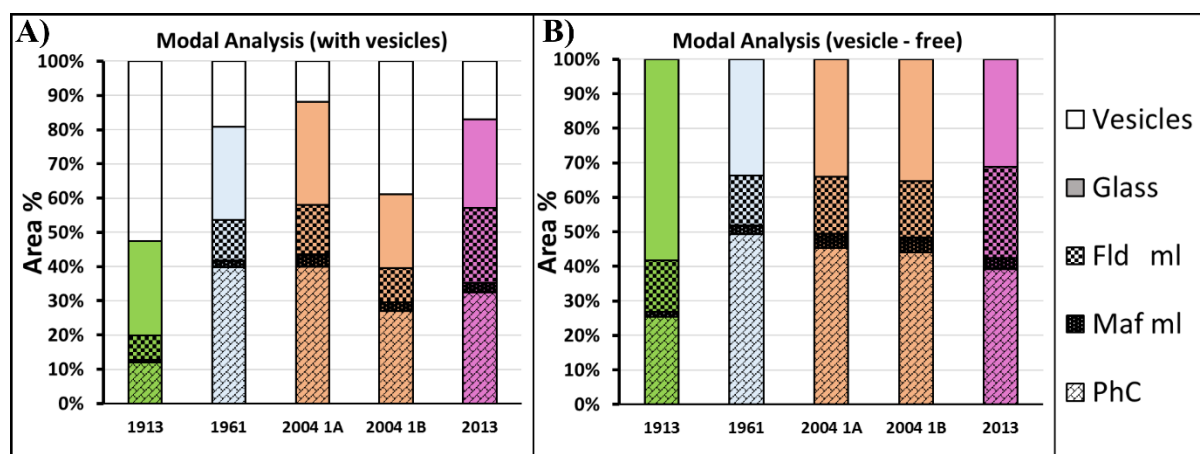 A)
Modal Analysis (with vesicles)
Area %
100%
90%
80%
70%
60%
50%
40%
30%
20%
10%
0%
1913 1961 2004 1A 2004 1B 2013
B)
Modal Analysis (vesicle - free)
Area %
100%
90%
80%
70%
60%
50%
40%
30%
20%
10%
0%
1913 1961 2004 1A 2004 1B 2013
Vesicles
Glass
Fld ml
Maf ml
PhC